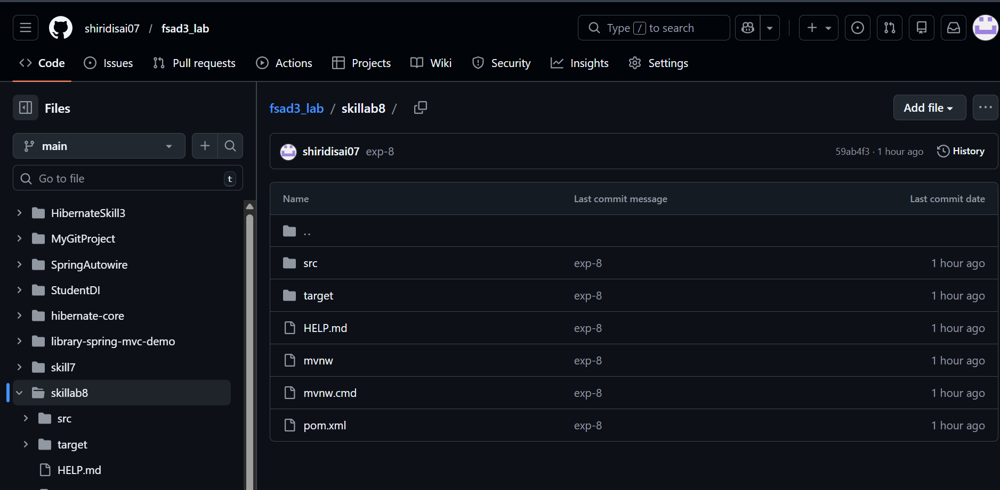 shiridisai07 / fsad3_lab
Type / to search
Code Issues Pull requests Actions Projects Wiki Security Insights Settings
Files
main
Go to file t
HibernateSkill3
MyGitProject
SpringAutowire
StudentDI
hibernate-core
library-spring-mvc-demo
skill7
skillab8
src
target
HELP.md
fsad3_lab / skillab8 /
Add file
shiridisai07 exp-8 59ab4f3 · 1 hour ago History
Name Last commit message Last commit date
..
src exp-8 1 hour ago
target exp-8 1 hour ago
HELP.md exp-8 1 hour ago
mvnw exp-8 1 hour ago
mvnw.cmd exp-8 1 hour ago
pom.xml exp-8 1 hour ago